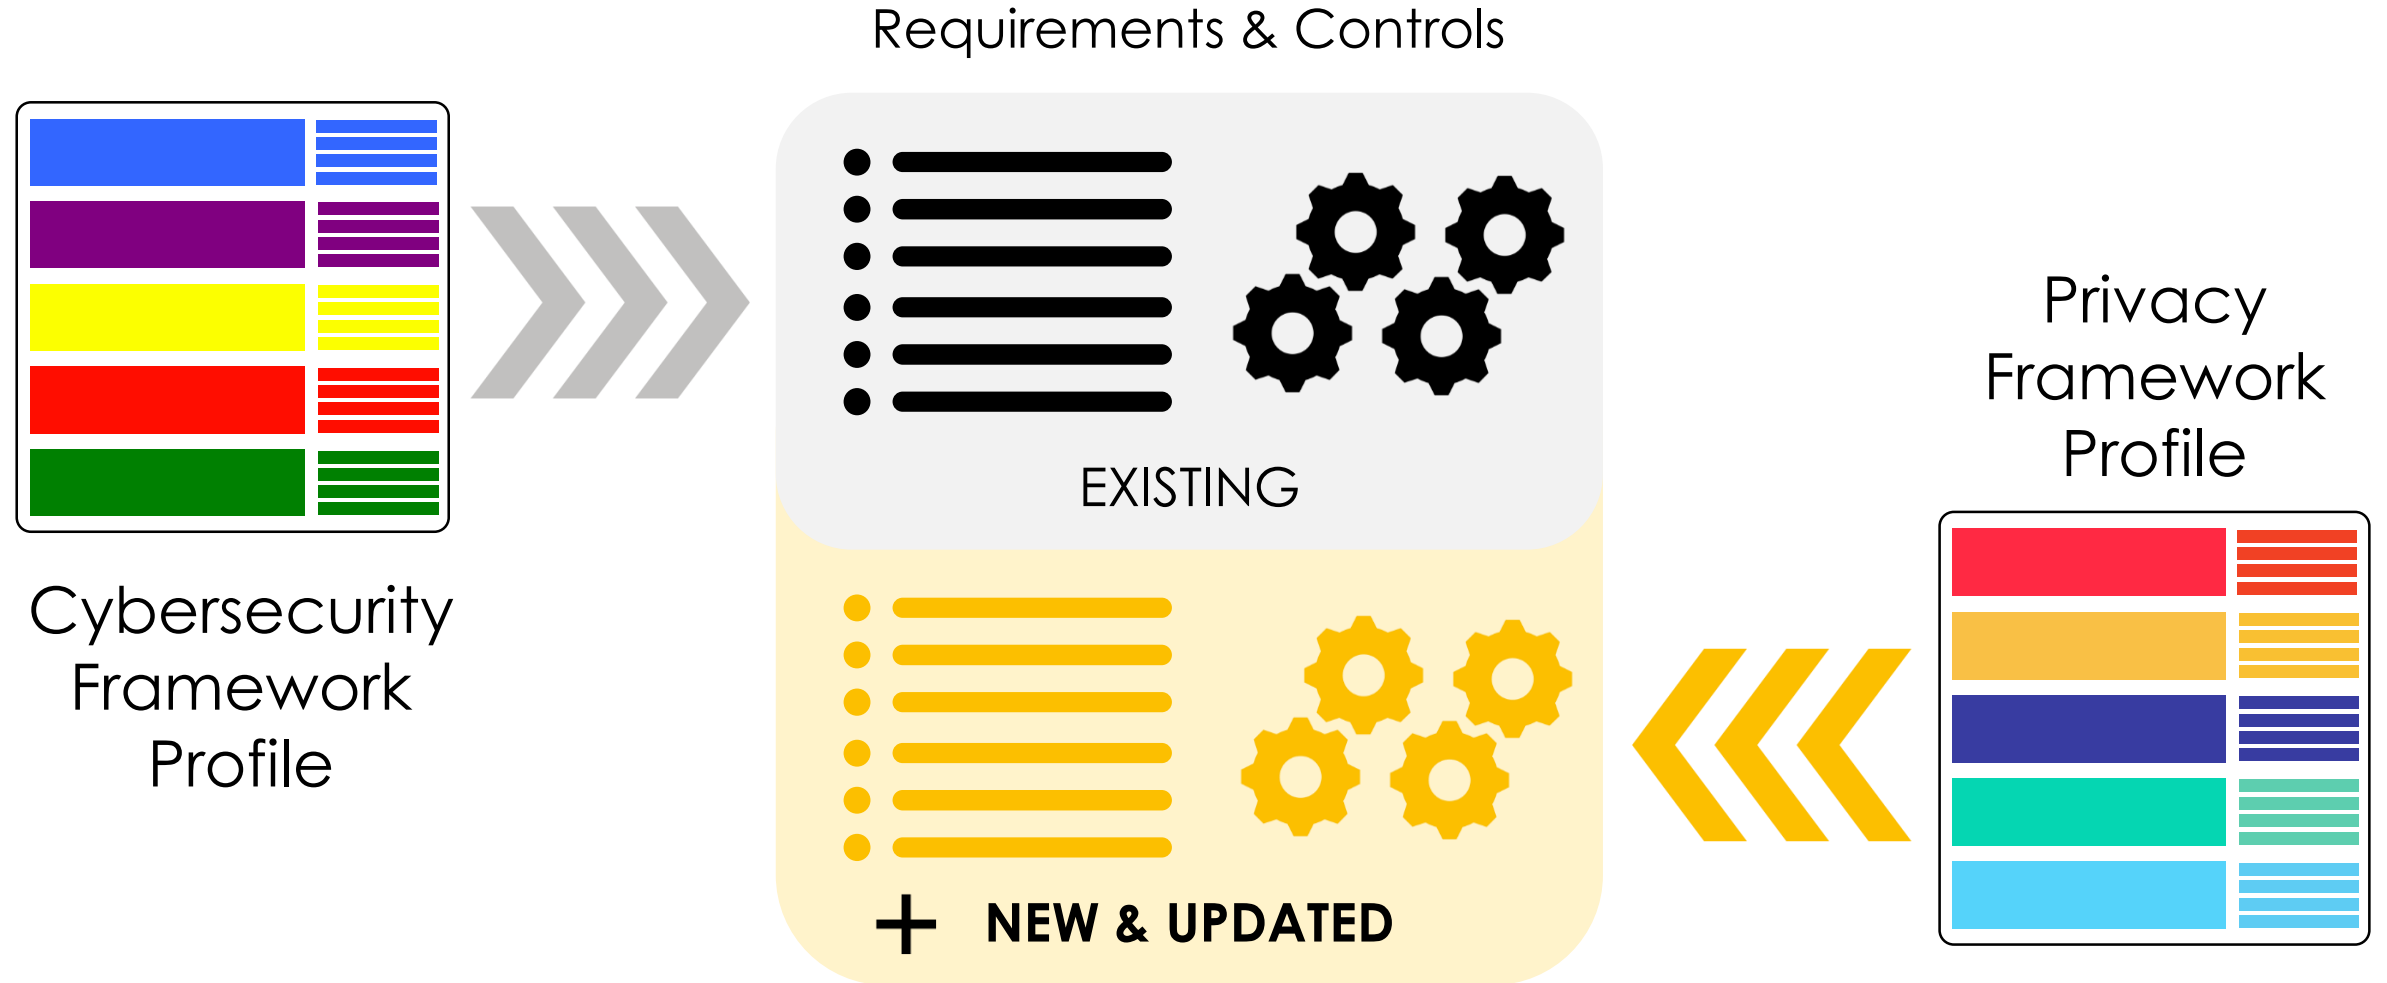 Requirements & Controls
EXISTING
Cybersecurity
Framework
Profile
Privacy
Framework
Profile
+ NEW & UPDATED